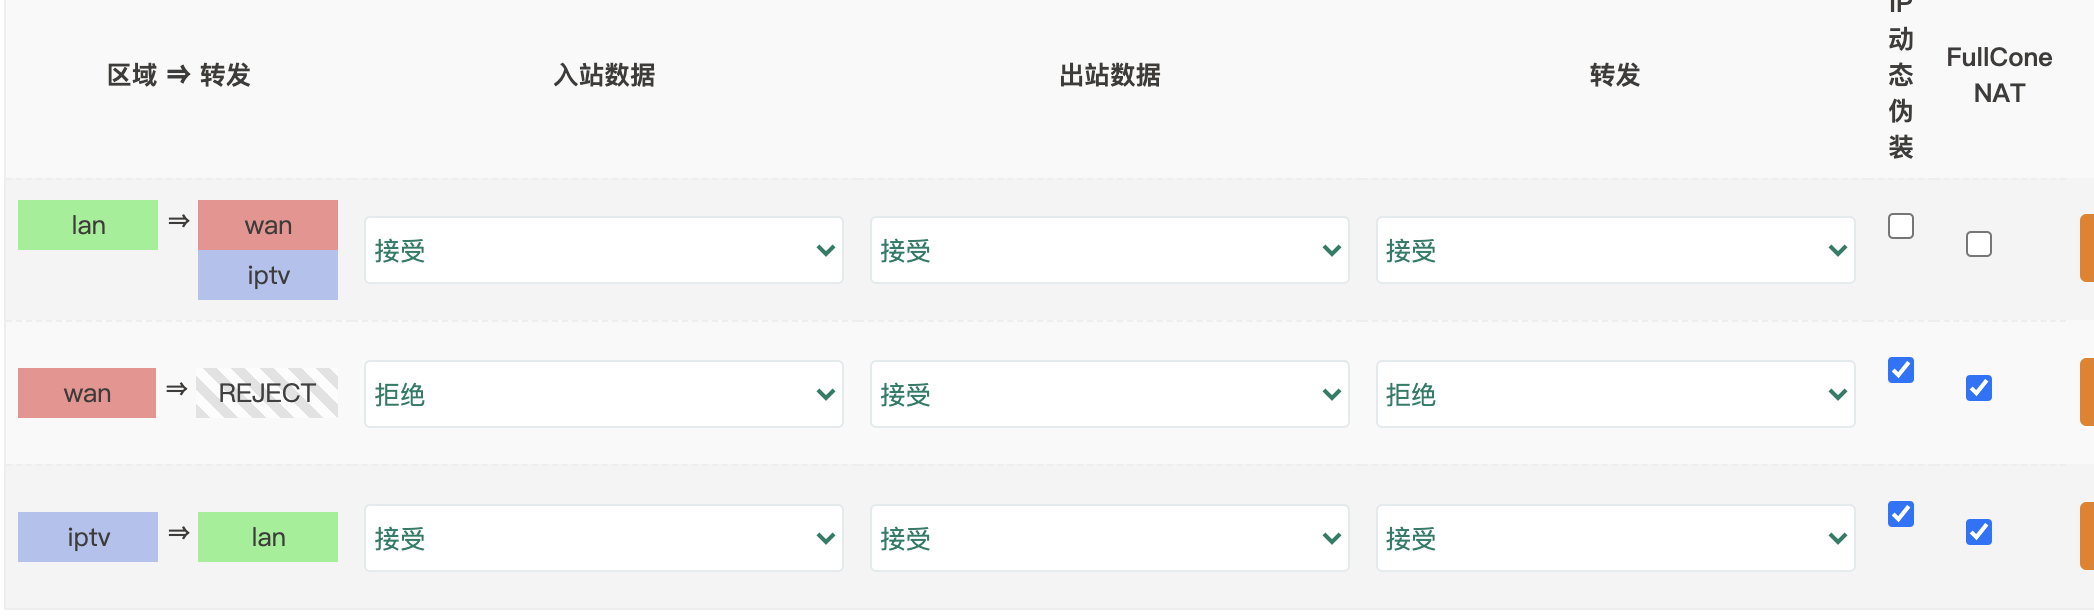 区域 ⇒ 转发 入站数据 出站数据 转发 IP动态伪装 FullCone NAT
lan ⇒ wan iptv 接受 接受 接受
wan ⇒ REJECT 拒绝 接受 拒绝
iptv ⇒ lan 接受 接受 接受